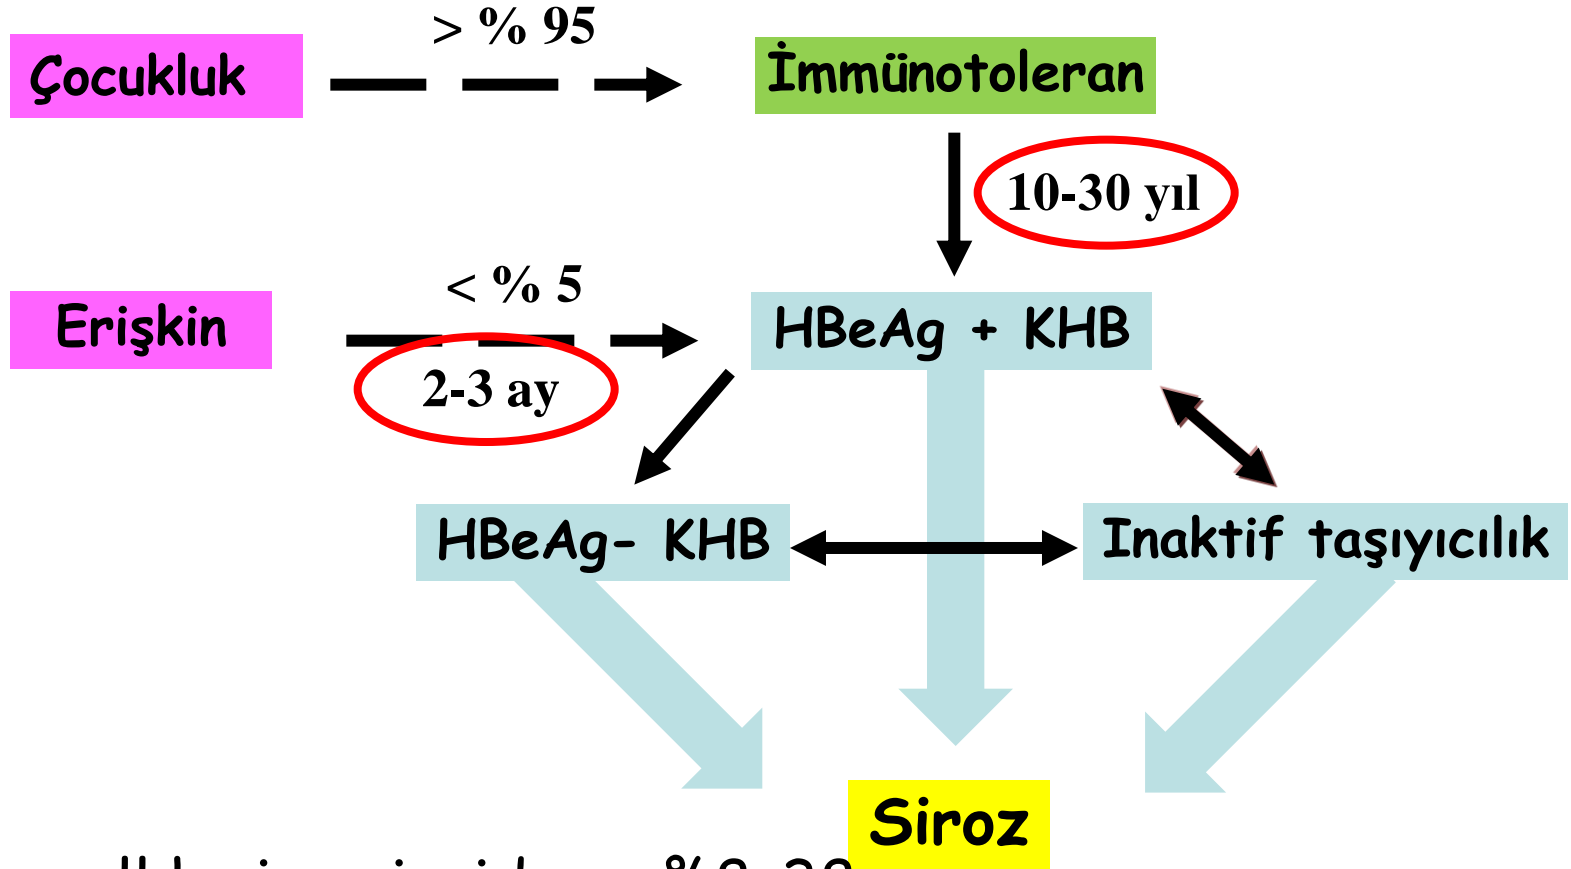 > % 95
Çocukluk
İmmünotoleran
10-30 yıl
< % 5
Erişkin
HBeAg + KHB
2-3 ay
HBeAg- KHB
Inaktif taşıyıcılık
Siroz